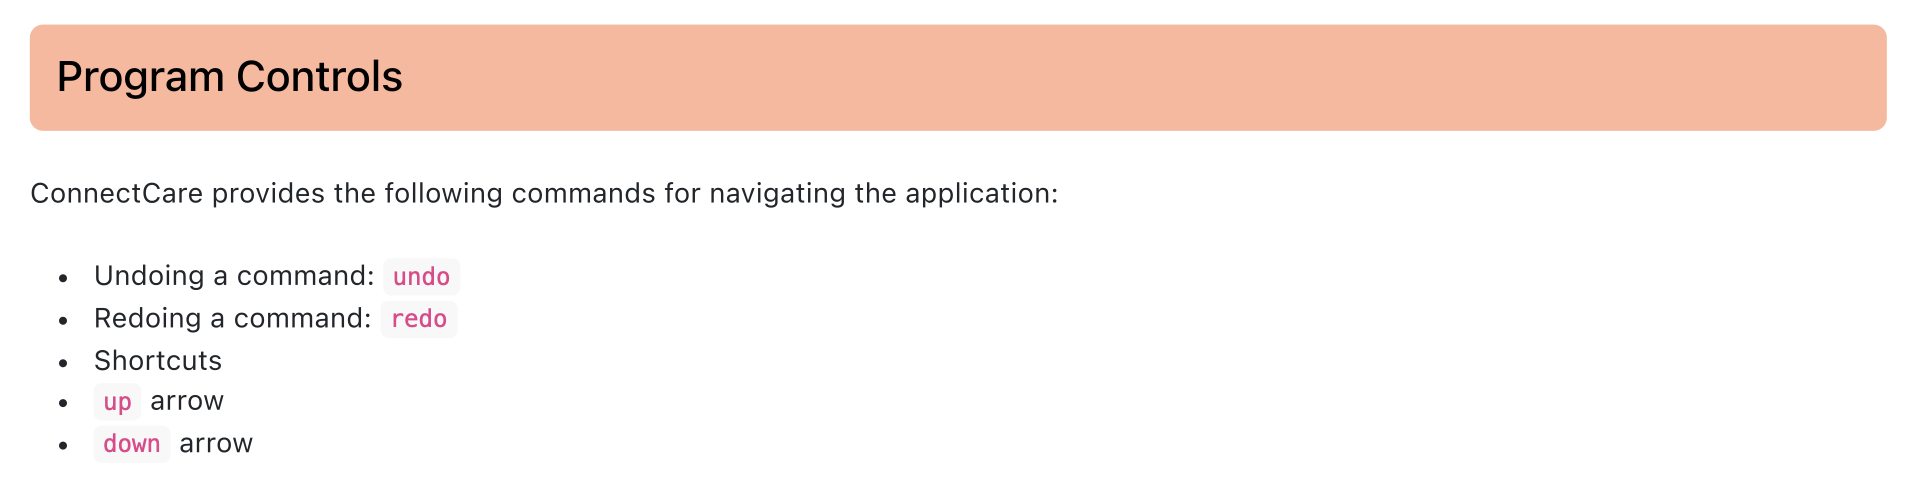 Program Controls
ConnectCare provides the following commands for navigating the application:
• Undoing a command: undo
• Redoing a command: redo
• Shortcuts
• up arrow
• down arrow